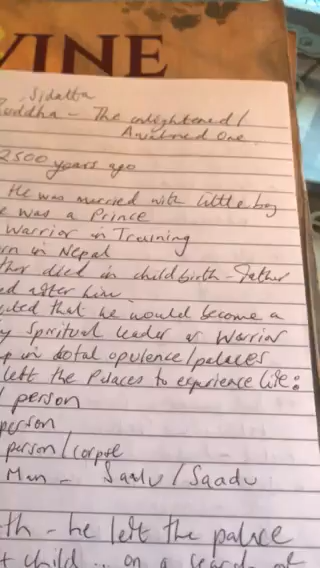 VINE
Sidatta
Buddha - The enlightened /
Awakened One
2500 years ago
He was married with little boy
was a Prince
Warrior in Training
in Nepal
died in childbirth - Father
after him
that he would become a
spiritual leader or Warrior
in total opulence/palaces
left the Palaces to experience life:
person
person
person/corpse
Man - Sadu/Saadu
he left the palace
child... on a search of